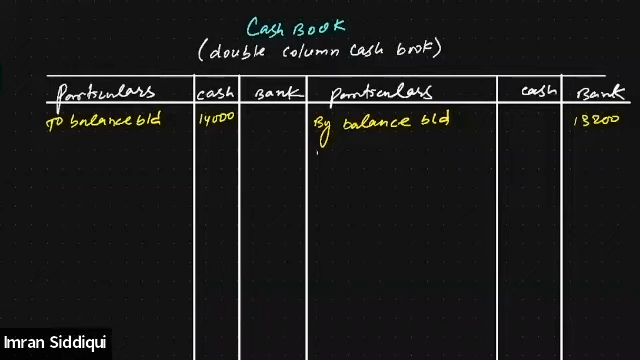 Cash Book
(double column cash book)
Particulars cash Bank Particulars cash Bank
To balance b/d 14000 By balance b/d 13200
Imran Siddiqui